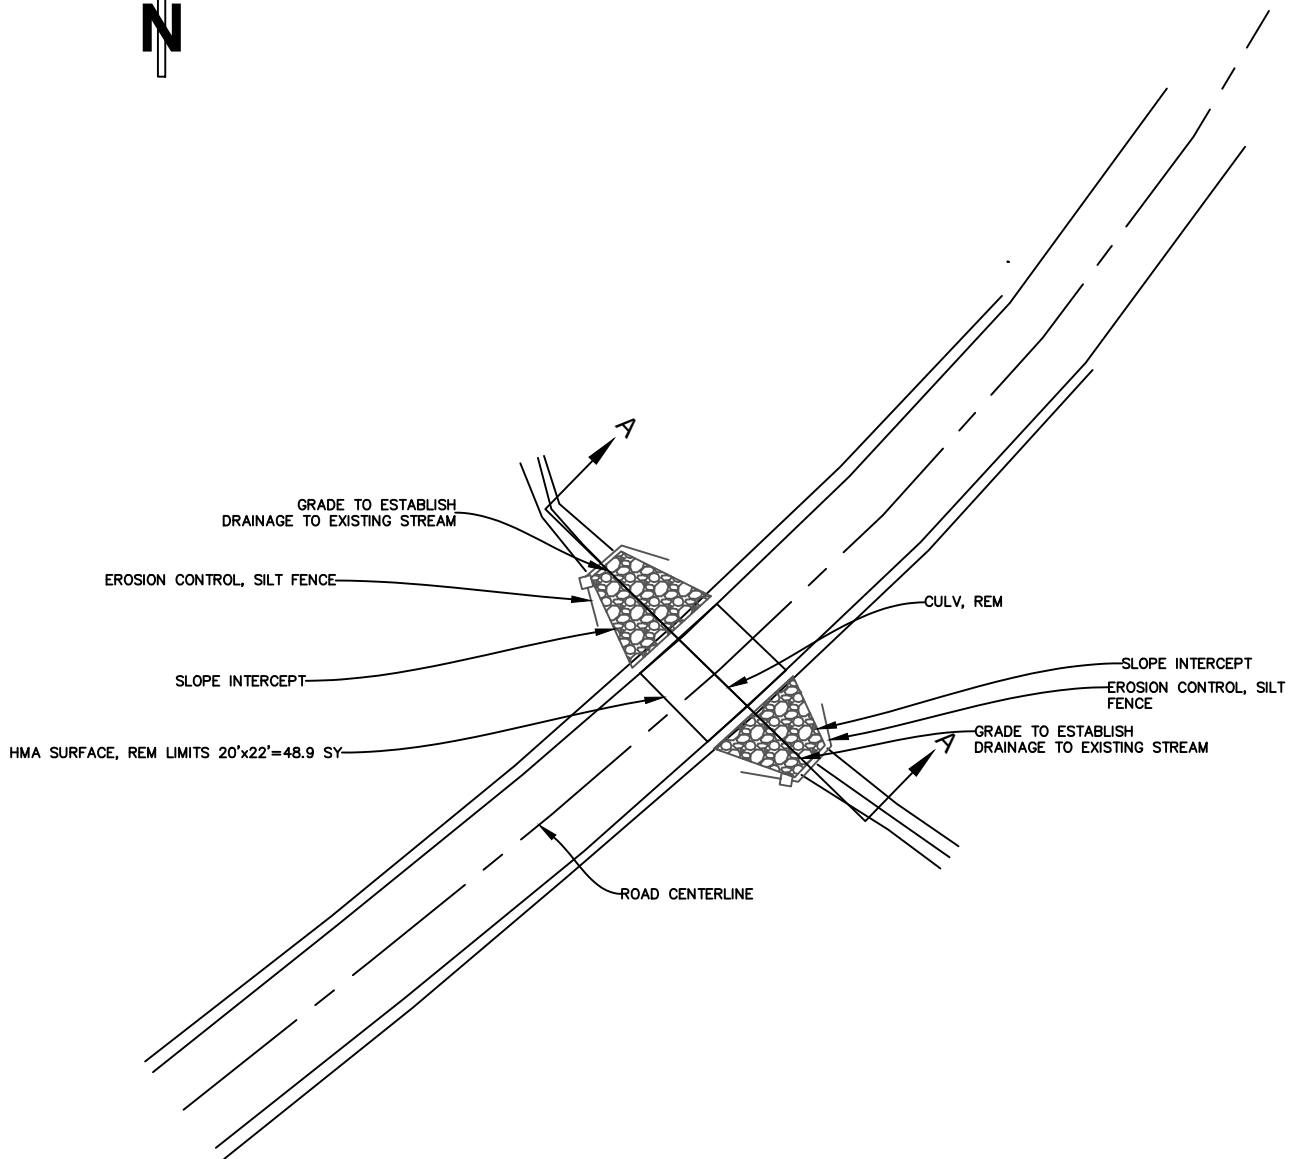 N
A
GRADE TO ESTABLISH
DRAINAGE TO EXISTING STREAM
EROSION CONTROL, SILT FENCE
CULV, REM
SLOPE INTERCEPT
SLOPE INTERCEPT
EROSION CONTROL, SILT
FENCE
GRADE TO ESTABLISH
DRAINAGE TO EXISTING STREAM
A
HMA SURFACE, REM LIMITS 20'x22'=48.9 SY
ROAD CENTERLINE